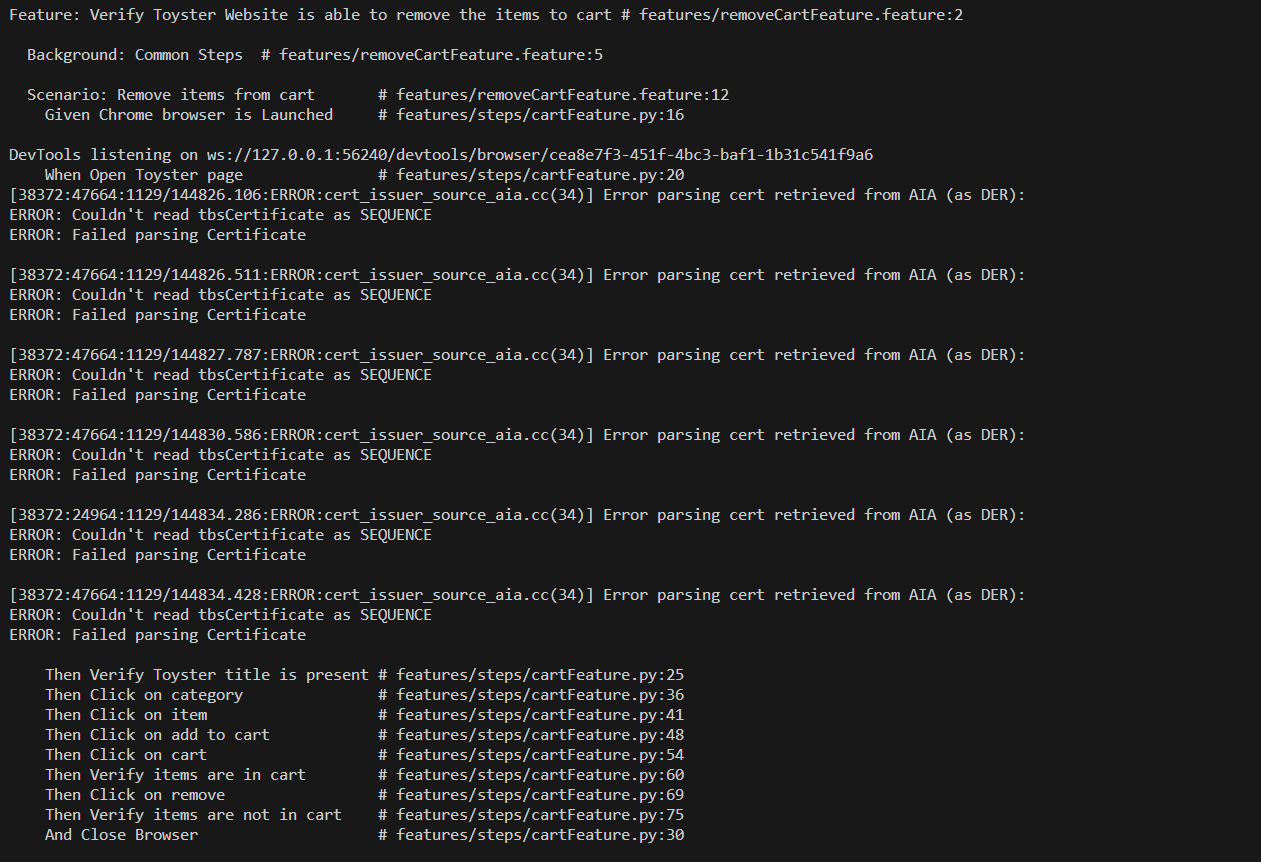 Feature: Verify Toyster Website is able to remove the items to cart # features/removeCartFeature.feature:2
Background: Common Steps # features/removeCartFeature.feature:5
Scenario: Remove items from cart # features/removeCartFeature.feature:12
Given Chrome browser is Launched # features/steps/cartFeature.py:16
DevTools listening on ws://127.0.0.1:56240/devtools/browser/cea8e7f3-451f-4bc3-baf1-1b31c541f9a6
When Open Toyster page # features/steps/cartFeature.py:20
[38372:47664:1129/144826.106:ERROR:cert_issuer_source_aia.cc(34)] Error parsing cert retrieved from AIA (as DER):
ERROR: Couldn't read tbsCertificate as SEQUENCE
ERROR: Failed parsing Certificate
[38372:47664:1129/144826.511:ERROR:cert_issuer_source_aia.cc(34)] Error parsing cert retrieved from AIA (as DER):
ERROR: Couldn't read tbsCertificate as SEQUENCE
ERROR: Failed parsing Certificate
[38372:47664:1129/144827.787:ERROR:cert_issuer_source_aia.cc(34)] Error parsing cert retrieved from AIA (as DER):
ERROR: Couldn't read tbsCertificate as SEQUENCE
ERROR: Failed parsing Certificate
[38372:47664:1129/144830.586:ERROR:cert_issuer_source_aia.cc(34)] Error parsing cert retrieved from AIA (as DER):
ERROR: Couldn't read tbsCertificate as SEQUENCE
ERROR: Failed parsing Certificate
[38372:24964:1129/144834.286:ERROR:cert_issuer_source_aia.cc(34)] Error parsing cert retrieved from AIA (as DER):
ERROR: Couldn't read tbsCertificate as SEQUENCE
ERROR: Failed parsing Certificate
[38372:47664:1129/144834.428:ERROR:cert_issuer_source_aia.cc(34)] Error parsing cert retrieved from AIA (as DER):
ERROR: Couldn't read tbsCertificate as SEQUENCE
ERROR: Failed parsing Certificate
Then Verify Toyster title is present # features/steps/cartFeature.py:25
Then Click on category # features/steps/cartFeature.py:36
Then Click on item # features/steps/cartFeature.py:41
Then Click on add to cart # features/steps/cartFeature.py:48
Then Click on cart # features/steps/cartFeature.py:54
Then Verify items are in cart # features/steps/cartFeature.py:60
Then Click on remove # features/steps/cartFeature.py:69
Then Verify items are not in cart # features/steps/cartFeature.py:75
And Close Browser # features/steps/cartFeature.py:30